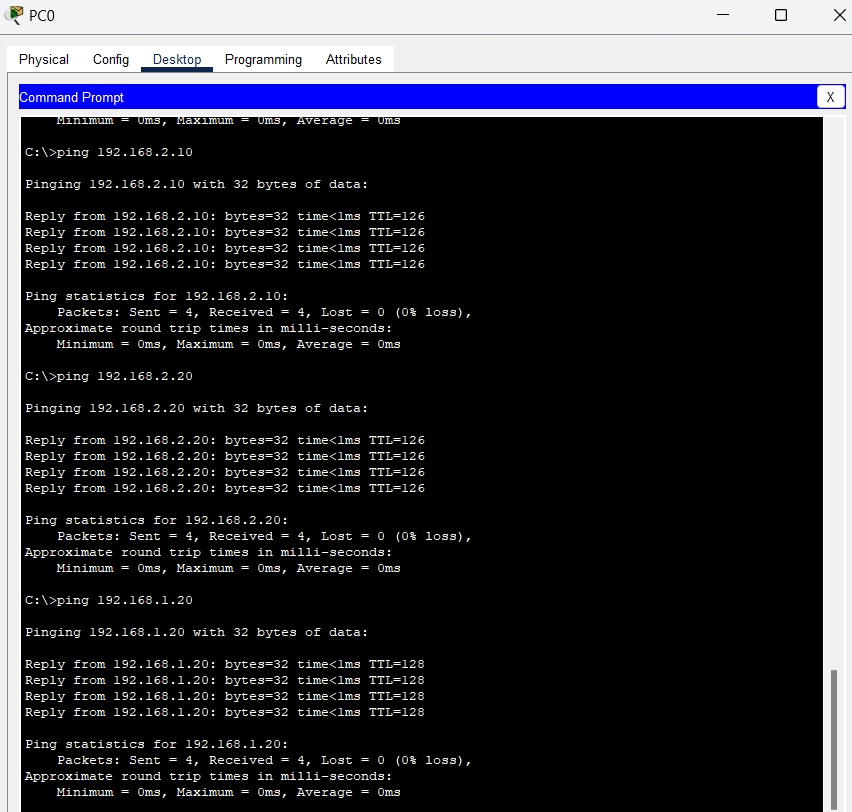 PC0
Physical Config Desktop Programming Attributes
Command Prompt X
Minimum = 0ms, Maximum = 0ms, Average = 0ms
C:\>ping 192.168.2.10
Pinging 192.168.2.10 with 32 bytes of data:
Reply from 192.168.2.10: bytes=32 time<1ms TTL=126
Reply from 192.168.2.10: bytes=32 time<1ms TTL=126
Reply from 192.168.2.10: bytes=32 time<1ms TTL=126
Reply from 192.168.2.10: bytes=32 time<1ms TTL=126
Ping statistics for 192.168.2.10:
Packets: Sent = 4, Received = 4, Lost = 0 (0% loss),
Approximate round trip times in milli-seconds:
Minimum = 0ms, Maximum = 0ms, Average = 0ms
C:\>ping 192.168.2.20
Pinging 192.168.2.20 with 32 bytes of data:
Reply from 192.168.2.20: bytes=32 time<1ms TTL=126
Reply from 192.168.2.20: bytes=32 time<1ms TTL=126
Reply from 192.168.2.20: bytes=32 time<1ms TTL=126
Reply from 192.168.2.20: bytes=32 time<1ms TTL=126
Ping statistics for 192.168.2.20:
Packets: Sent = 4, Received = 4, Lost = 0 (0% loss),
Approximate round trip times in milli-seconds:
Minimum = 0ms, Maximum = 0ms, Average = 0ms
C:\>ping 192.168.1.20
Pinging 192.168.1.20 with 32 bytes of data:
Reply from 192.168.1.20: bytes=32 time<1ms TTL=128
Reply from 192.168.1.20: bytes=32 time<1ms TTL=128
Reply from 192.168.1.20: bytes=32 time<1ms TTL=128
Reply from 192.168.1.20: bytes=32 time<1ms TTL=128
Ping statistics for 192.168.1.20:
Packets: Sent = 4, Received = 4, Lost = 0 (0% loss),
Approximate round trip times in milli-seconds:
Minimum = 0ms, Maximum = 0ms, Average = 0ms